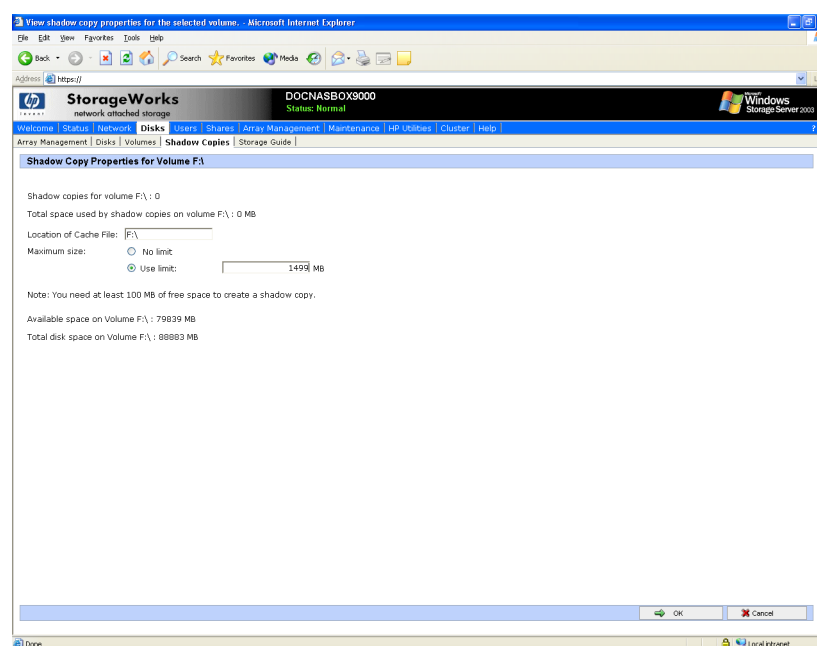 View shadow copy properties for the selected volume. - Microsoft Internet Explorer
File Edit View Favorites Tools Help
Back Search Favorites Media
Address https://
hp invent StorageWorks DOCNASBOX9000 Microsoft Windows
network attached storage Status: Normal Storage Server 2003
Welcome Status Network Disks Users Shares Array Management Maintenance HP Utilities Cluster Help ?
Array Management Disks Volumes Shadow Copies Storage Guide
Shadow Copy Properties for Volume F:\
Shadow copies for volume F:\ : 0
Total space used by shadow copies on volume F:\ : 0 MB
Location of Cache File: F:\
Maximum size: No limit
Use limit: 1499 MB
Note: You need at least 100 MB of free space to create a shadow copy.
Available space on Volume F:\ : 79839 MB
Total disk space on Volume F:\ : 88883 MB
OK Cancel
Done Local intranet